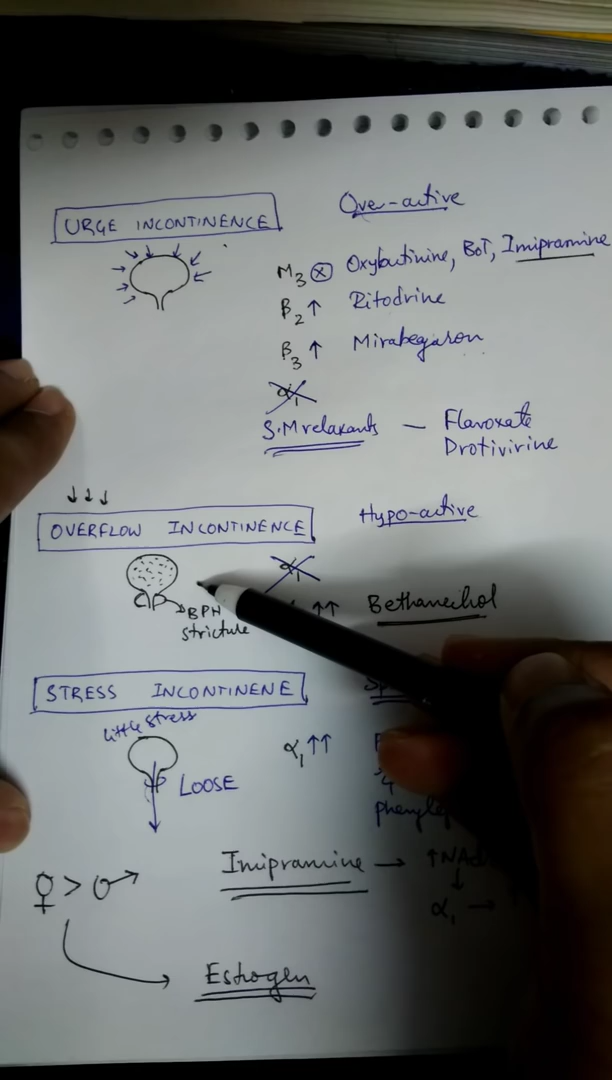 URGE INCONTINENCE
Over-active
M3 ⊗ Oxybutinine, BoT, Imipramine
β2 ↑ Ritodrine
β3 ↑ Mirabegaron
α1
S.M relaxants — Flavoxate
Drotivirine
OVERFLOW INCONTINENCE
Hypo-active
α1
BPH
stricture
↑↑ Bethanechol
STRESS INCONTINENE
little stress
α1 ↑↑
LOOSE
♀ > ♂
Imipramine → ↑NAd
↓
α1 →
Estrogen